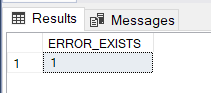 Results Messages
ERROR_EXISTS
1 1